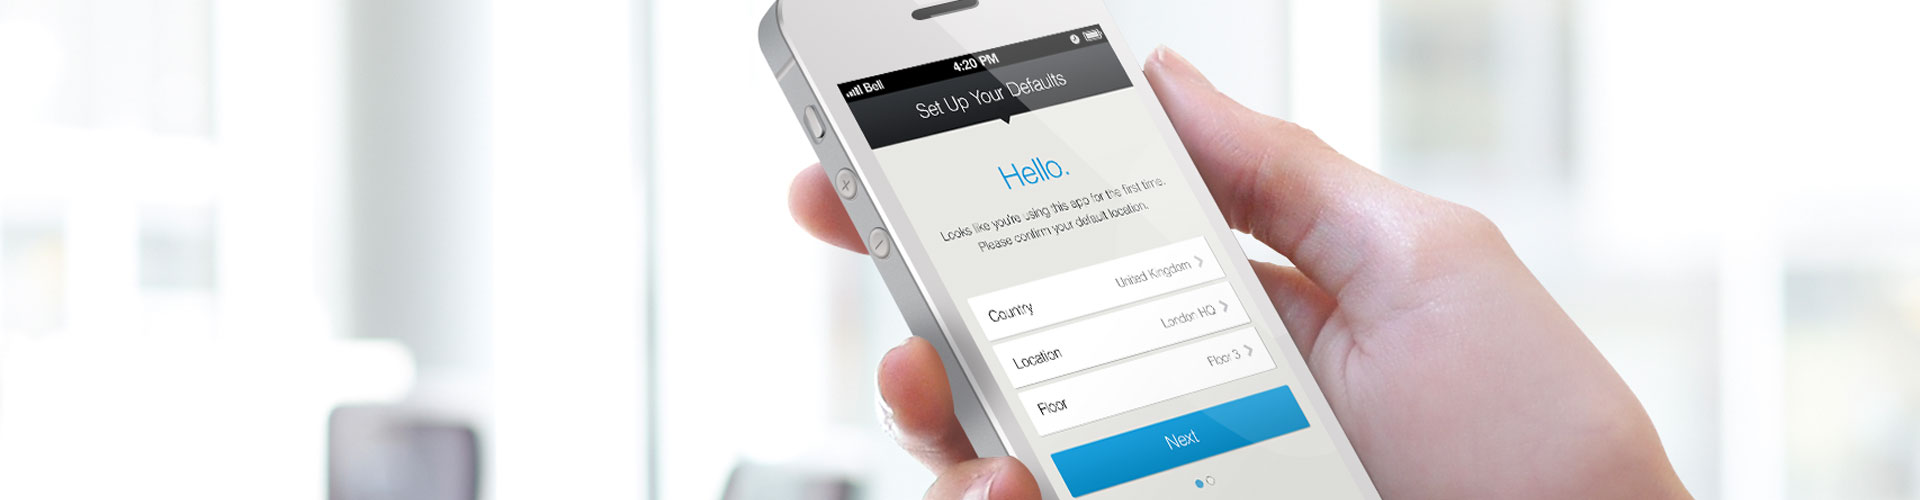 Bell 4:20 PM
Set Up Your Defaults
Hello.
Looks like you're using this app for the first time.
Please confirm your default location.
Country United Kingdom
Location London HQ
Floor Floor 3
Next